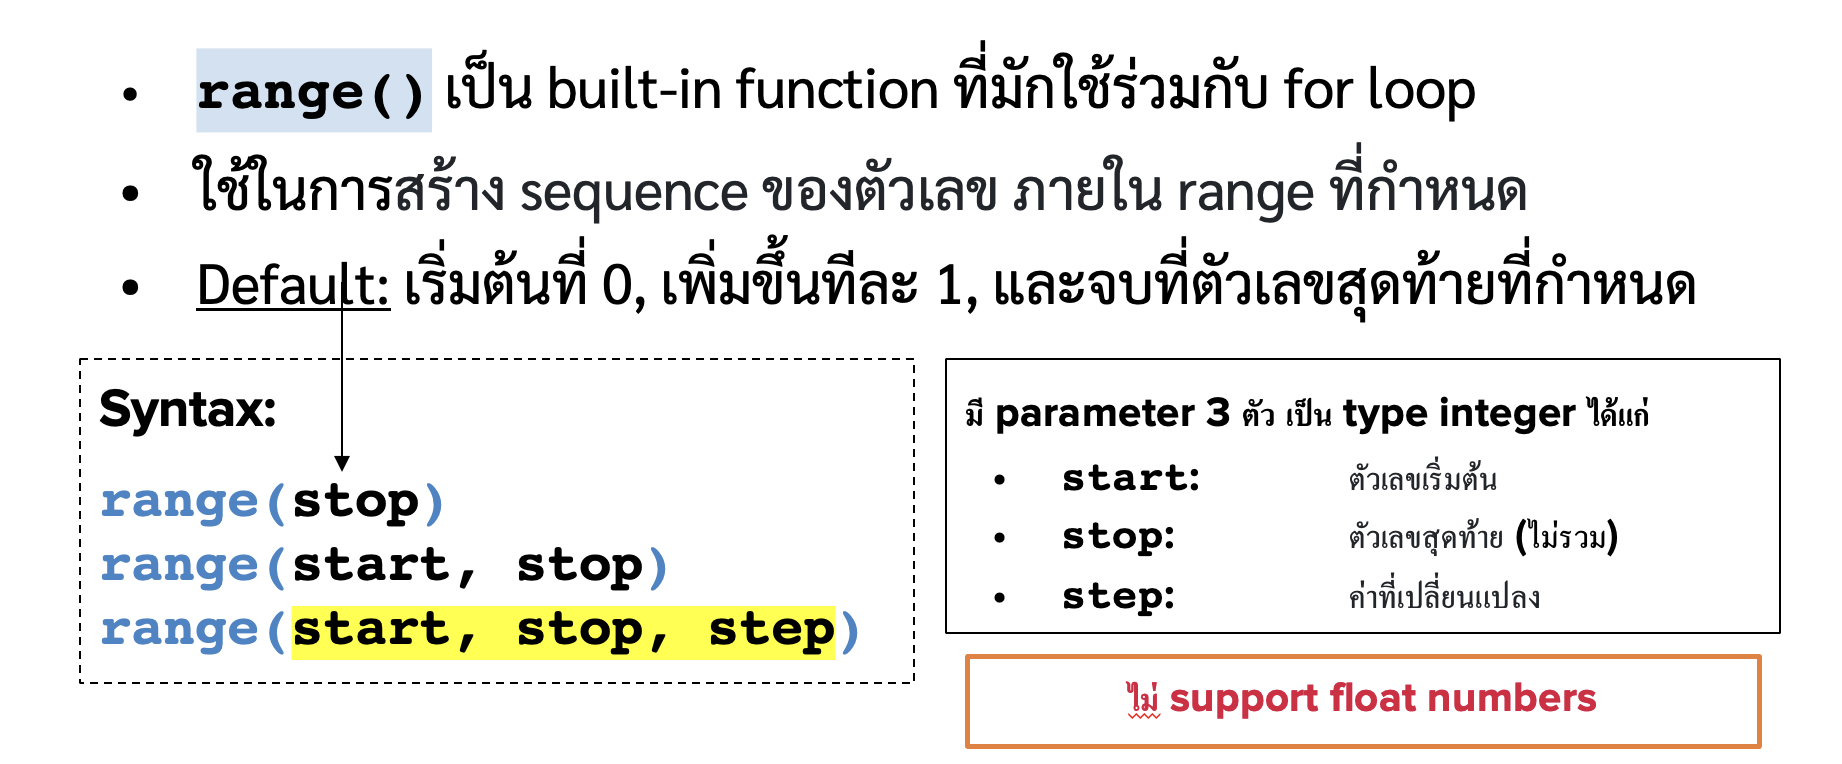 • range() เป็น built-in function ที่มักใช้ร่วมกับ for loop
• ใช้ในการสร้าง sequence ของตัวเลข ภายใน range ที่กำหนด
• Default: เริ่มต้นที่ 0, เพิ่มขึ้นทีละ 1, และจบที่ตัวเลขสุดท้ายที่กำหนด
Syntax:
range(stop)
range(start, stop)
range(start, stop, step)
มี parameter 3 ตัว เป็น type integer ได้แก่
• start: ตัวเลขเริ่มต้น
• stop: ตัวเลขสุดท้าย (ไม่รวม)
• step: ค่าที่เปลี่ยนแปลง
ไม่ support float numbers